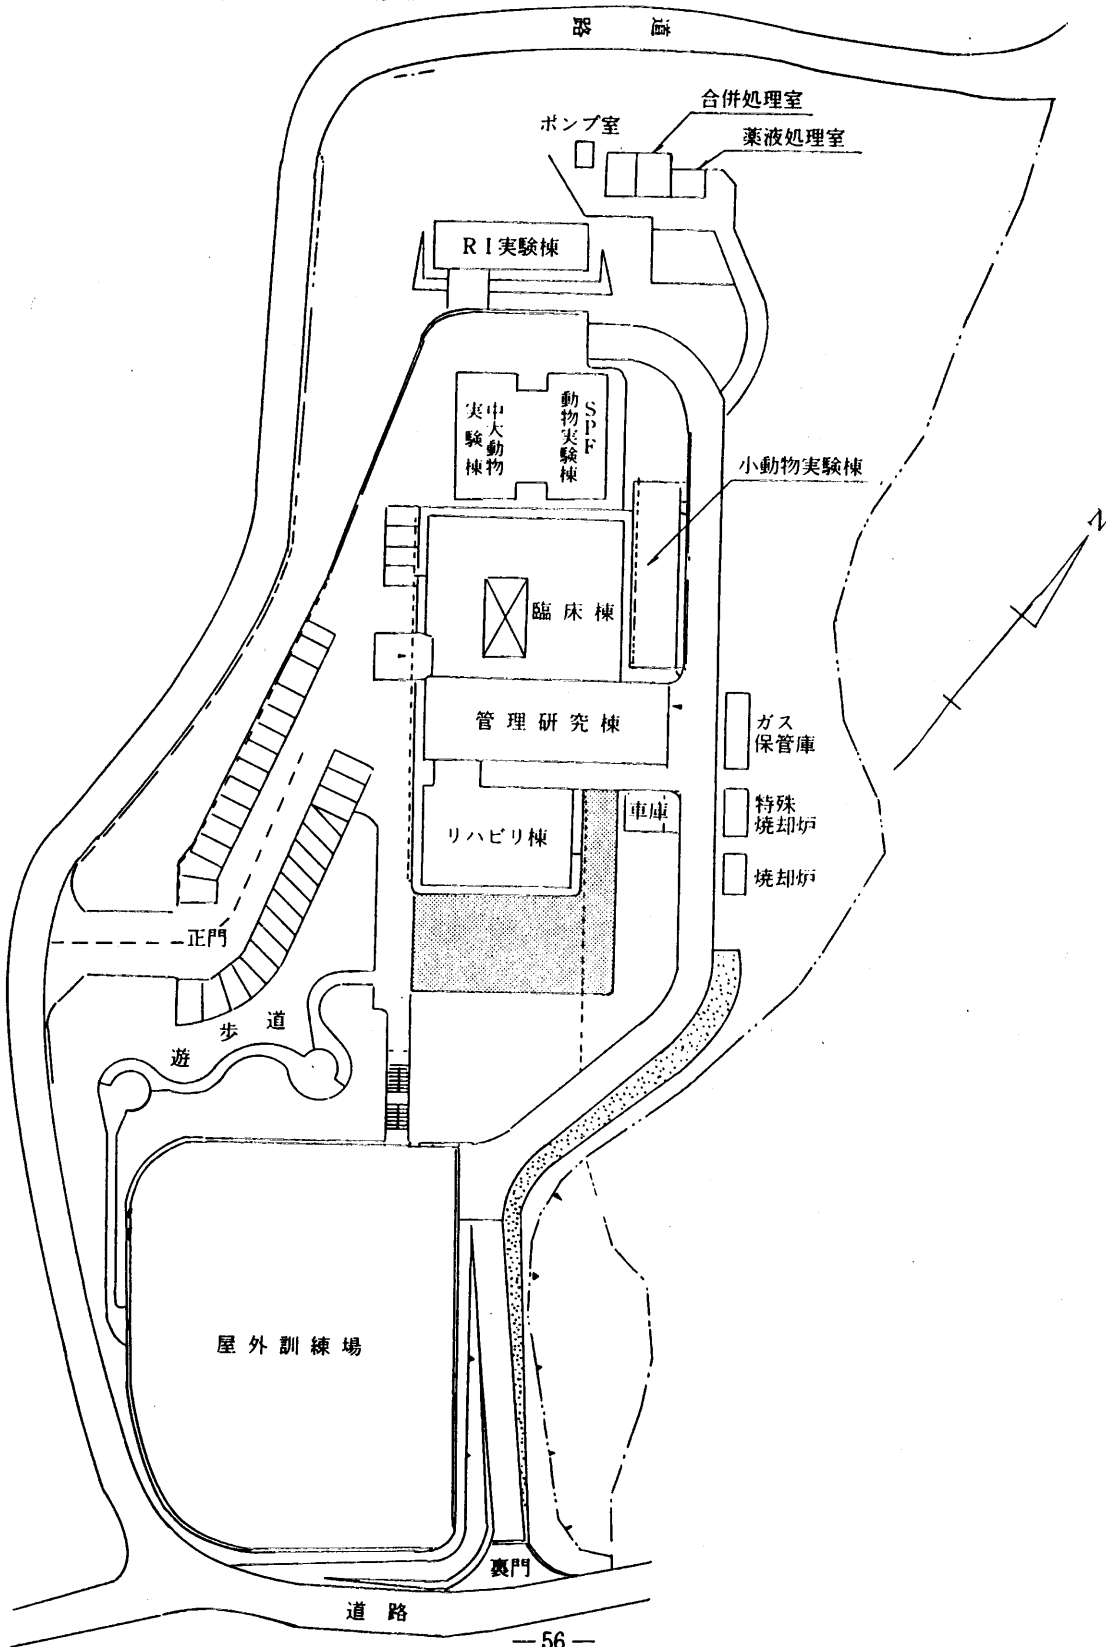 道路
合併処理室
ポンプ室
薬液処理室
RI実験棟
中大動物
実験棟
SPF
動物実験棟
小動物実験棟
N
臨床棟
管理研究棟
ガス
保管庫
特殊
焼却炉
車庫
リハビリ棟
焼却炉
正門
遊歩道
屋外訓練場
裏門
道路
— 56 —